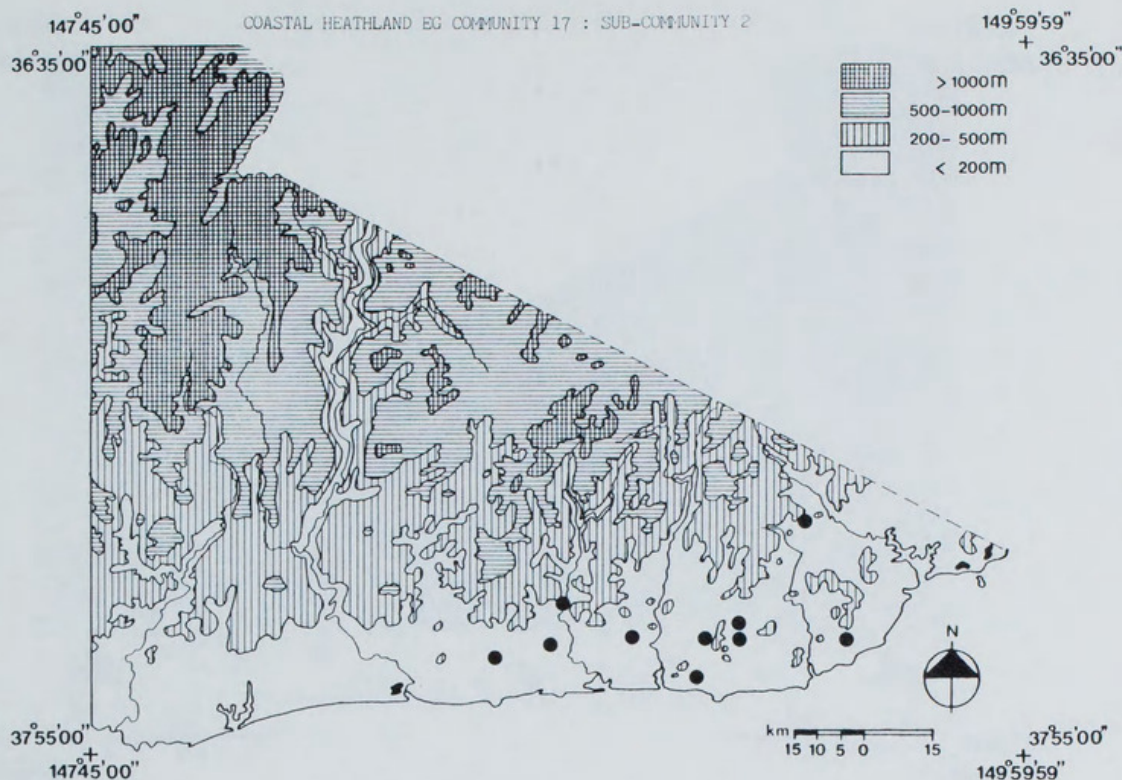 COASTAL HEATHLAND EG COMMUNITY 17 : SUB-COMMUNITY 2
147°45'00"
149°59'59"
36°35'00"
36°35'00"
> 1000m
500-1000m
200- 500m
< 200m
N
km
15 10 5 0 15
37°55'00"
37°55'00"
147°45'00"
149°59'59"